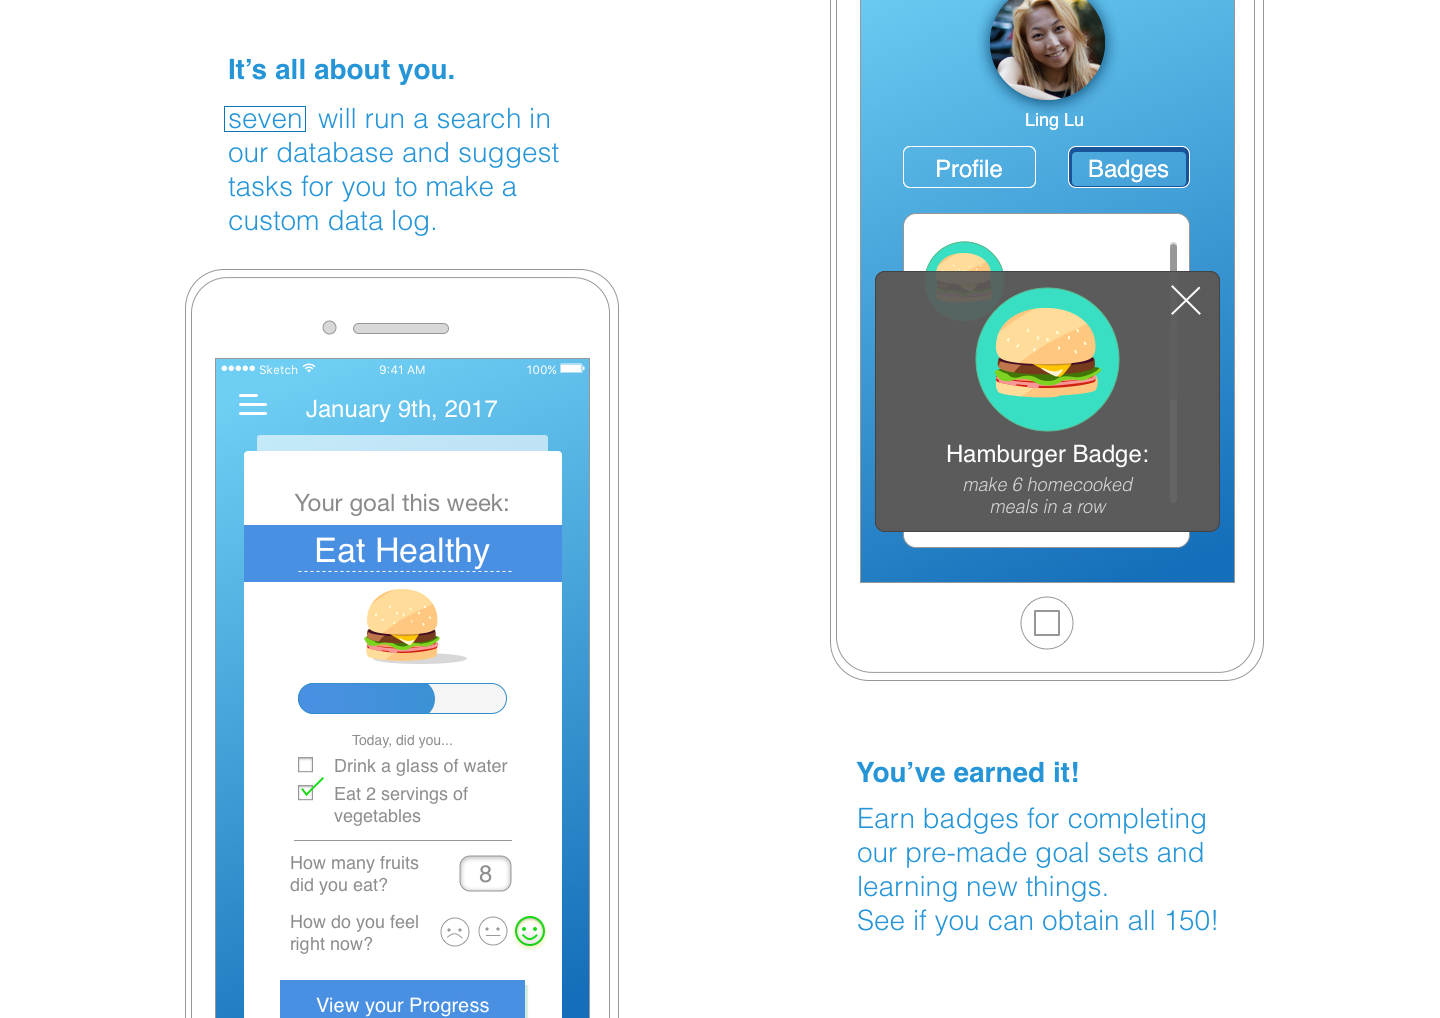 It’s all about you.
seven will run a search in
our database and suggest
tasks for you to make a
custom data log.
Sketch 9:41 AM 100%
January 9th, 2017
Your goal this week:
Eat Healthy
Today, did you...
Drink a glass of water
Eat 2 servings of
vegetables
How many fruits
did you eat?
8
How do you feel
right now?
View your Progress
Ling Lu
Profile Badges
Hamburger Badge:
make 6 homecooked
meals in a row
You’ve earned it!
Earn badges for completing
our pre-made goal sets and
learning new things.
See if you can obtain all 150!